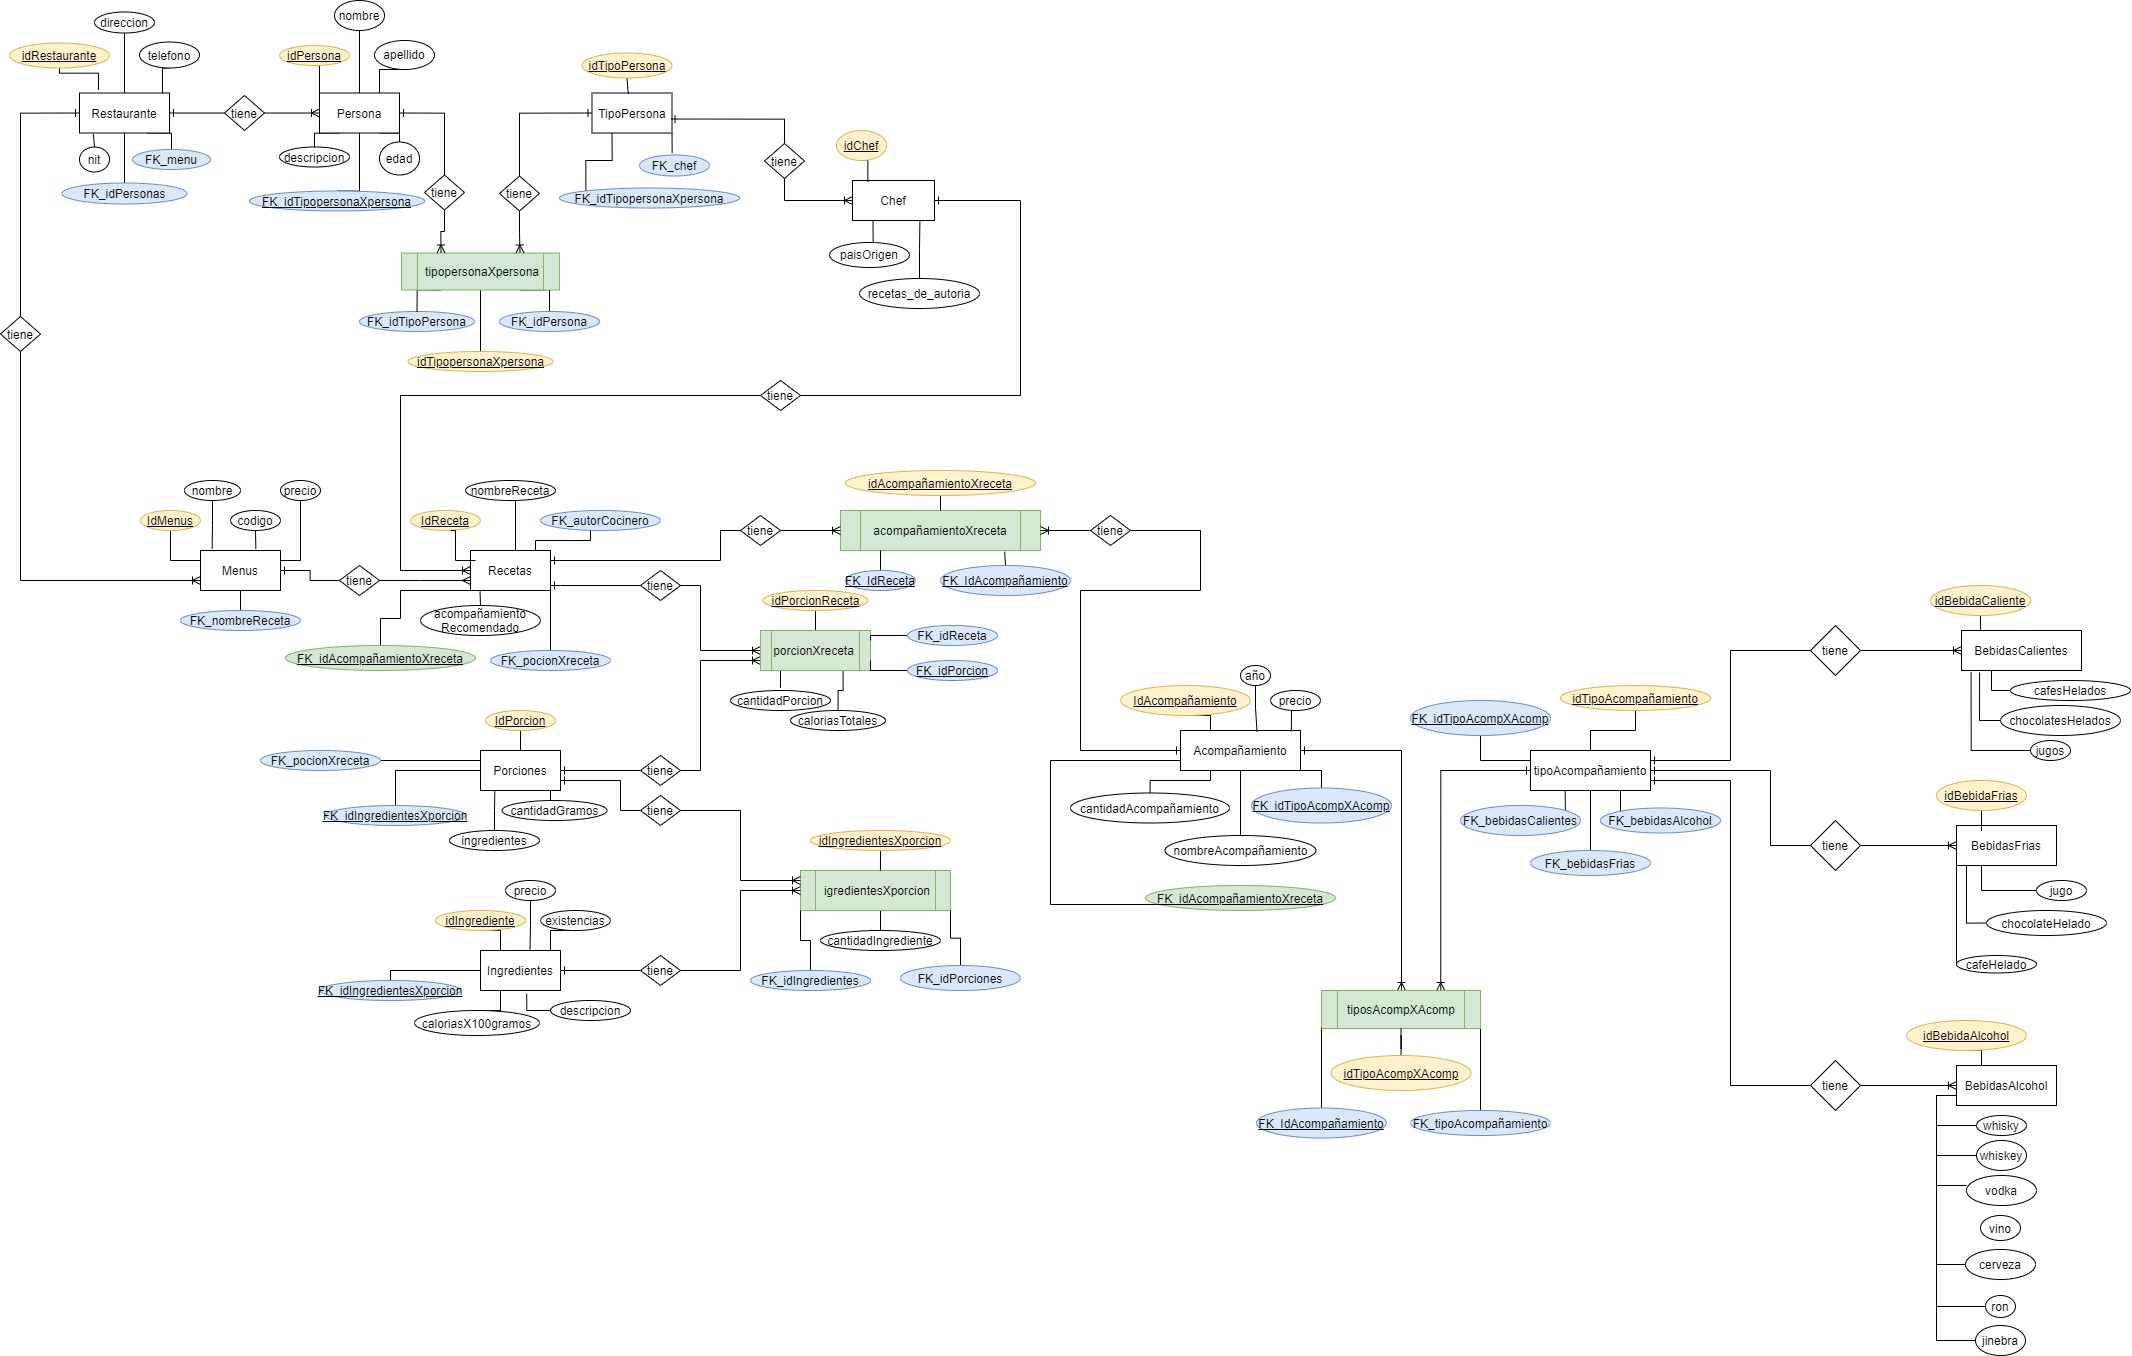 direccion
nombre
idRestaurante
telefono
idPersona
apellido
idTipoPersona
Restaurante
tiene
Persona
TipoPersona
nit
FK_menu
descripcion
edad
FK_chef
tiene
idChef
FK_idPersonas
FK_idTipopersonaXpersona
tiene
tiene
FK_idTipopersonaXpersona
Chef
paisOrigen
tipopersonaXpersona
recetas_de_autoria
FK_idTipoPersona
FK_idPersona
tiene
idTipopersonaXpersona
tiene
nombre
precio
nombreReceta
idAcompañamientoXreceta
IdMenus
codigo
IdReceta
FK_autorCocinero
tiene
acompañamientoXreceta
tiene
Menus
tiene
Recetas
tiene
FK_IdReceta
FK_IdAcompañamiento
FK_nombreReceta
acompañamiento
Recomendado
idPorcionReceta
FK_idAcompañamientoXreceta
FK_pocionXreceta
porcionXreceta
FK_idReceta
FK_idPorcion
cantidadPorcion
caloriasTotales
idBebidaCaliente
tiene
BebidasCalientes
cafesHelados
chocolatesHelados
jugos
año
IdAcompañamiento
precio
FK_idTipoAcompXAcomp
idTipoAcompañamiento
IdPorcion
FK_pocionXreceta
Porciones
tiene
Acompañamiento
tipoAcompañamiento
FK_idIngredientesXporcion
cantidadGramos
tiene
ingredientes
cantidadAcompañamiento
FK_idTipoAcompXAcomp
FK_bebidasCalientes
FK_bebidasAlcohol
idBebidaFrias
nombreAcompañamiento
FK_bebidasFrias
tiene
BebidasFrias
idIngredientesXporcion
precio
igredientesXporcion
FK_idAcompañamientoXreceta
jugo
idIngrediente
existencias
chocolateHelado
cantidadIngrediente
cafeHelado
Ingredientes
tiene
FK_idIngredientesXporcion
FK_idIngredientes
FK_idPorciones
caloriasX100gramos
descripcion
tiposAcompXAcomp
idBebidaAlcohol
idTipoAcompXAcomp
tiene
BebidasAlcohol
FK_IdAcompañamiento
FK_tipoAcompañamiento
whisky
whiskey
vodka
vino
cerveza
ron
jinebra